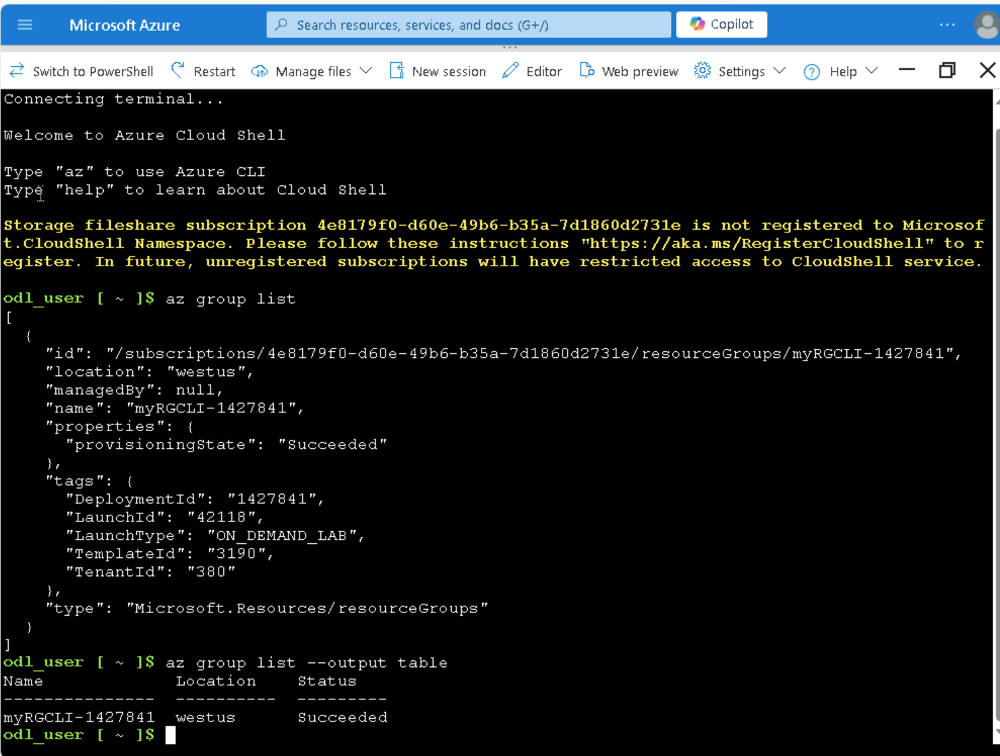 Microsoft Azure
Search resources, services, and docs (G+/)
Copilot
Switch to PowerShell
Restart
Manage files
New session
Editor
Web preview
Settings
Help
Connecting terminal...
Welcome to Azure Cloud Shell
Type "az" to use Azure CLI
Type "help" to learn about Cloud Shell
Storage fileshare subscription 4e8179f0-d60e-49b6-b35a-7d1860d2731e is not registered to Microsof
t.CloudShell Namespace. Please follow these instructions "https://aka.ms/RegisterCloudShell" to r
egister. In future, unregistered subscriptions will have restricted access to CloudShell service.
odl_user [ ~ ]$ az group list
[
  {
    "id": "/subscriptions/4e8179f0-d60e-49b6-b35a-7d1860d2731e/resourceGroups/myRGCLI-1427841",
    "location": "westus",
    "managedBy": null,
    "name": "myRGCLI-1427841",
    "properties": {
      "provisioningState": "Succeeded"
    },
    "tags": {
      "DeploymentId": "1427841",
      "LaunchId": "42118",
      "LaunchType": "ON_DEMAND_LAB",
      "TemplateId": "3190",
      "TenantId": "380"
    },
    "type": "Microsoft.Resources/resourceGroups"
  }
]
odl_user [ ~ ]$ az group list --output table
Name             Location    Status
---------------  ----------  ---------
myRGCLI-1427841  westus      Succeeded
odl_user [ ~ ]$